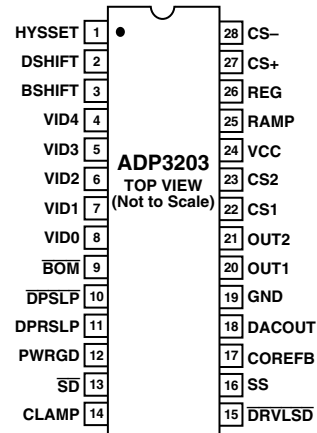 HYSSET 1 28 CS–
DSHIFT 2 27 CS+
BSHIFT 3 26 REG
VID4 4 25 RAMP
VID3 5 24 VCC
VID2 6 23 CS2
VID1 7 22 CS1
VID0 8 21 OUT2
BOM 9 20 OUT1
DPSLP 10 19 GND
DPRSLP 11 18 DACOUT
PWRGD 12 17 COREFB
SD 13 16 SS
CLAMP 14 15 DRVLSD
ADP3203
TOP VIEW
(Not to Scale)